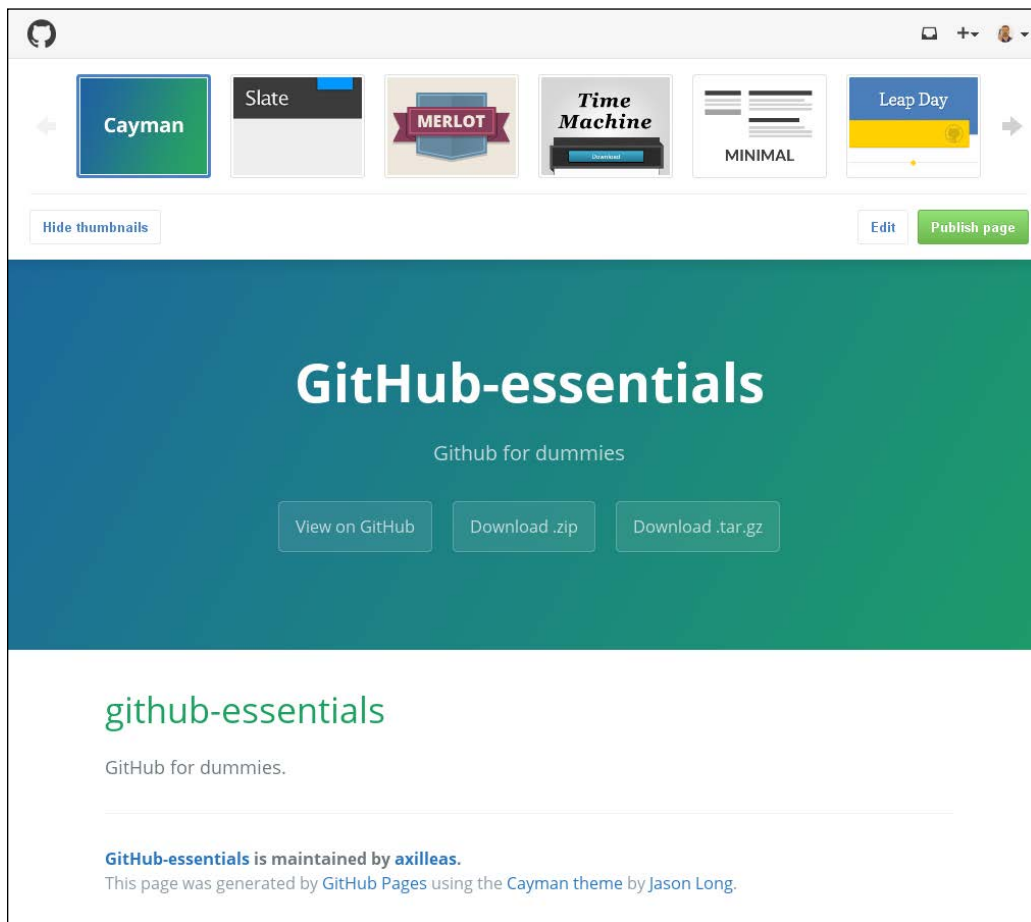 Cayman
Slate
MERLOT
Time
Machine
Download
MINIMAL
Leap Day
Hide thumbnails
Edit
Publish page
GitHub-essentials
Github for dummies
View on GitHub
Download .zip
Download .tar.gz
github-essentials
GitHub for dummies.
GitHub-essentials is maintained by axilleas.
This page was generated by GitHub Pages using the Cayman theme by Jason Long.